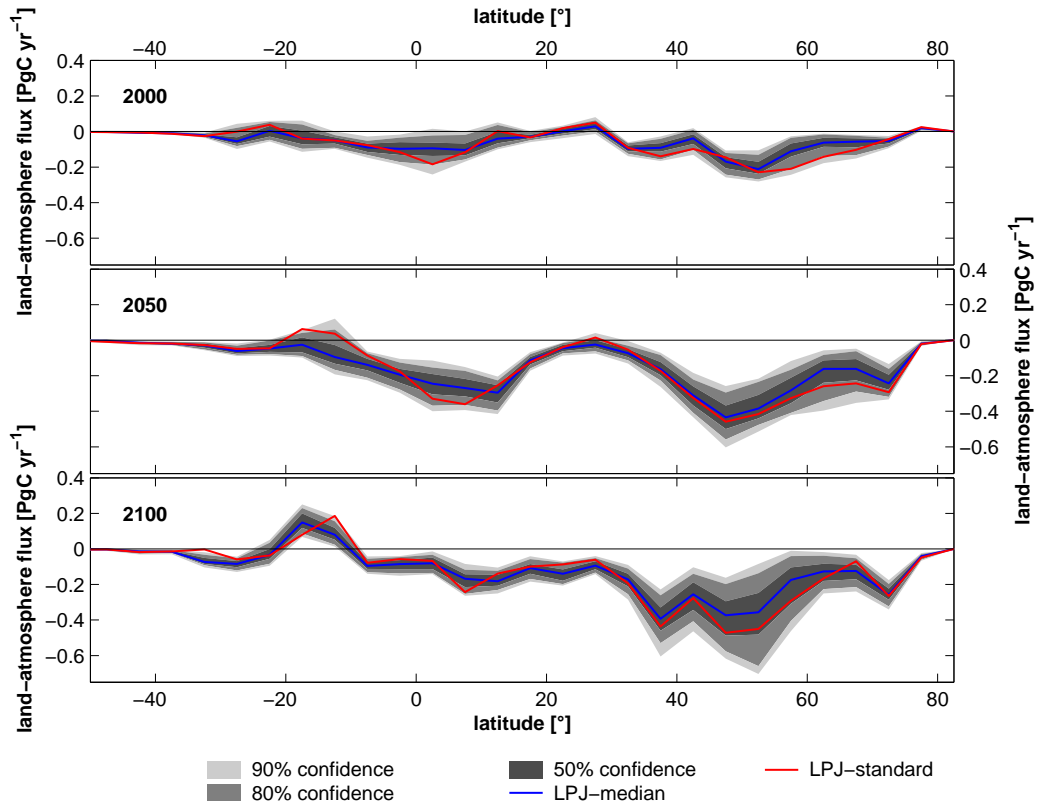 latitude [°]
−40 −20 0 20 40 60 80
land−atmosphere flux [PgC yr−1]
0.4
0.2
0
−0.2
−0.4
−0.6
2000
land−atmosphere flux [PgC yr−1]
0.4
0.2
0
−0.2
−0.4
−0.6
2050
land−atmosphere flux [PgC yr−1]
0.4
0.2
0
−0.2
−0.4
−0.6
2100
−40 −20 0 20 40 60 80
latitude [°]
90% confidence 50% confidence LPJ−standard
80% confidence LPJ−median